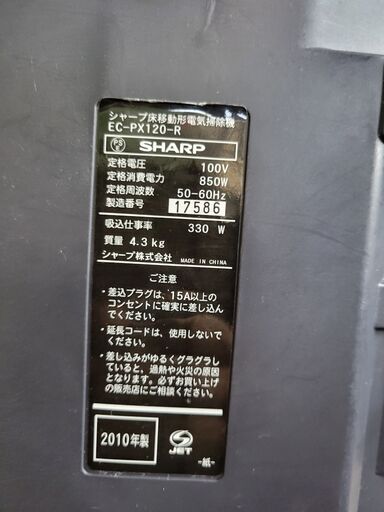 シャープ床移動形電気掃除機
EC-PX120-R
PS E SHARP
定格電圧 100V
定格消費電力 850W
定格周波数 50-60Hz
製造番号 17586
吸込仕事率 330 W
質量 4.3kg
シャープ株式会社 MADE IN CHINA
ご注意
・差込プラグは、15A以上の
コンセントに確実に差し込ん
でください。
・延長コードは、使用しないで
ください。
・差し込みがゆるくグラグラ
していると、過熱や火災の原因
となります。必ずお買い上げ
の販売店にご相談ください。
2010年製 S JET
-紙-